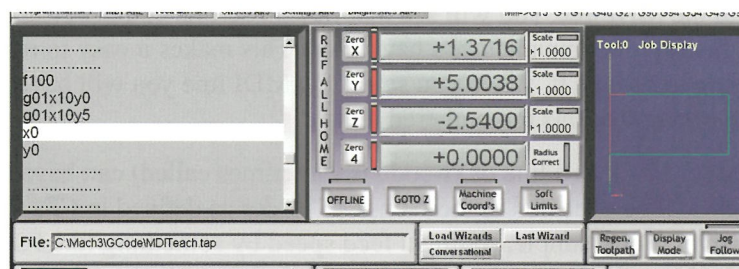 f100
g01x10y0
g01x10y5
x0
y0
REF ALL HOME
Zero X +1.3716 Scale +1.0000
Zero Y +5.0038 Scale +1.0000
Zero Z -2.5400 Scale +1.0000
Zero 4 +0.0000 Radius Correct
OFFLINE GOTO Z Machine Coord's Soft Limits
Tool:0 Job Display
File: C:\Mach3\GCode\MDITeach.tap
Load Wizards Last Wizard
Conversational
Regen. Toolpath Display Mode Jog Follow